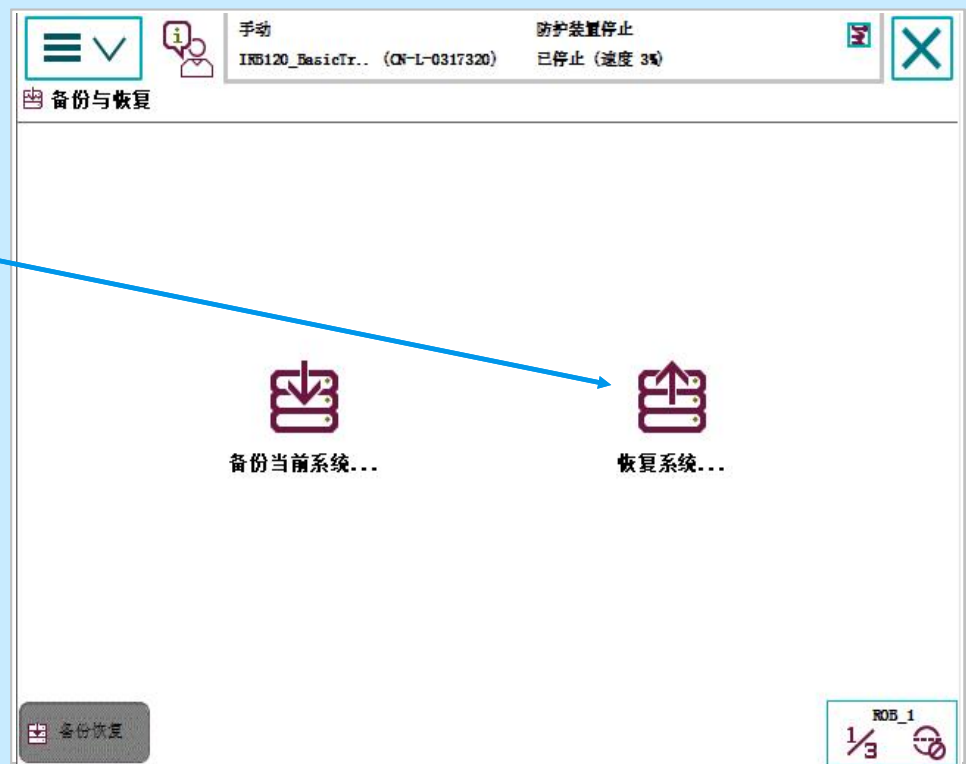 手动
防护装置停止
IRB120_BasicTr.. (CN-L-0317320)
已停止 (速度 3%)
备份与恢复
备份当前系统...
恢复系统...
备份恢复
ROB_1
1/3